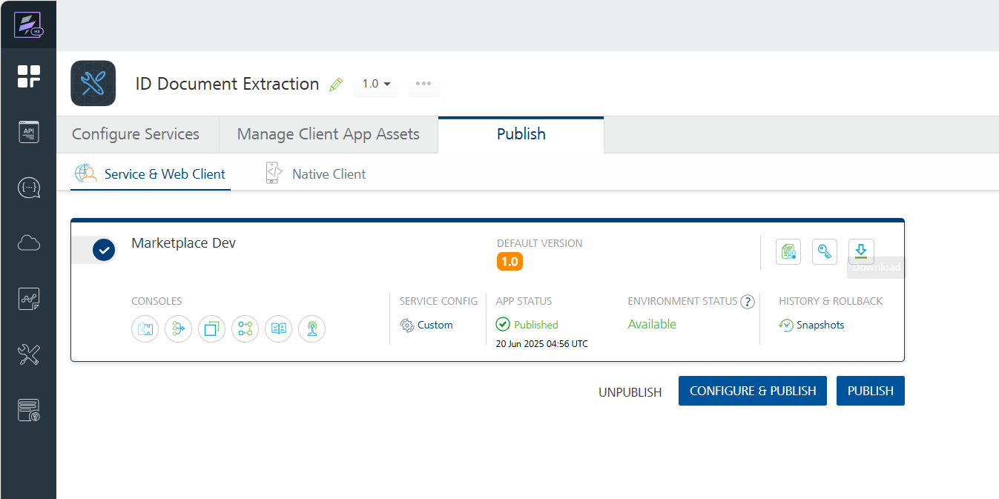 MX
ID Document Extraction
1.0
Configure Services
Manage Client App Assets
Publish
API
Service & Web Client
Native Client
Marketplace Dev
DEFAULT VERSION
1.0
Download
CONSOLES
SERVICE CONFIG
Custom
APP STATUS
Published
20 Jun 2025 04:56 UTC
ENVIRONMENT STATUS ?
Available
HISTORY & ROLLBACK
Snapshots
UNPUBLISH
CONFIGURE & PUBLISH
PUBLISH